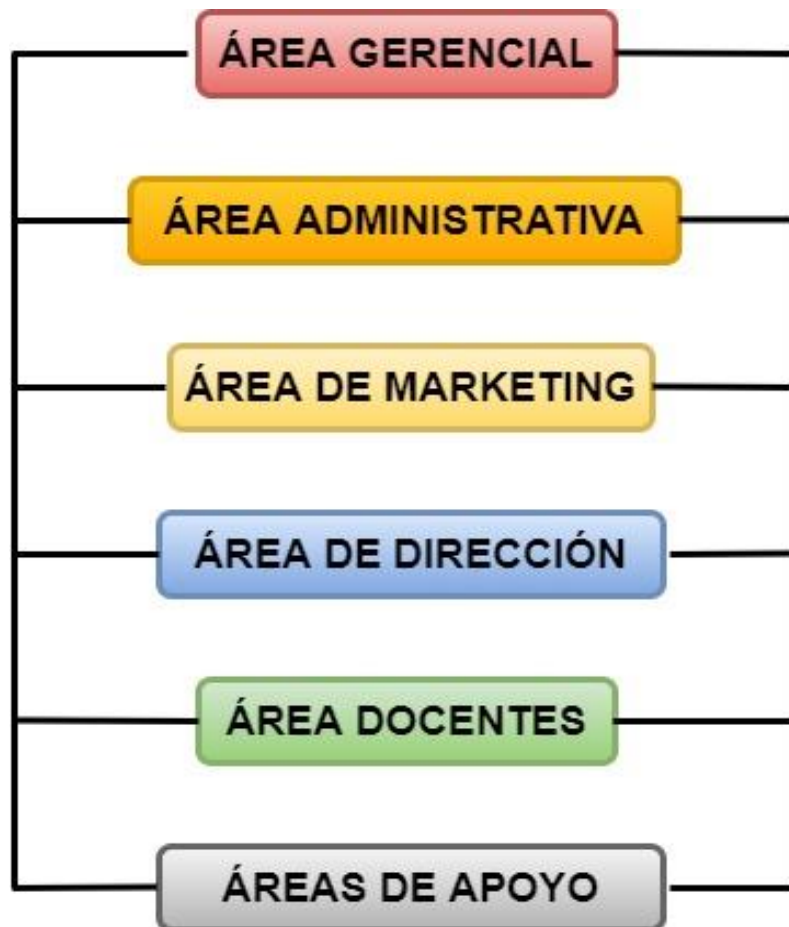 ÁREA GERENCIAL
ÁREA ADMINISTRATIVA
ÁREA DE MARKETING
ÁREA DE DIRECCIÓN
ÁREA DOCENTES
ÁREAS DE APOYO